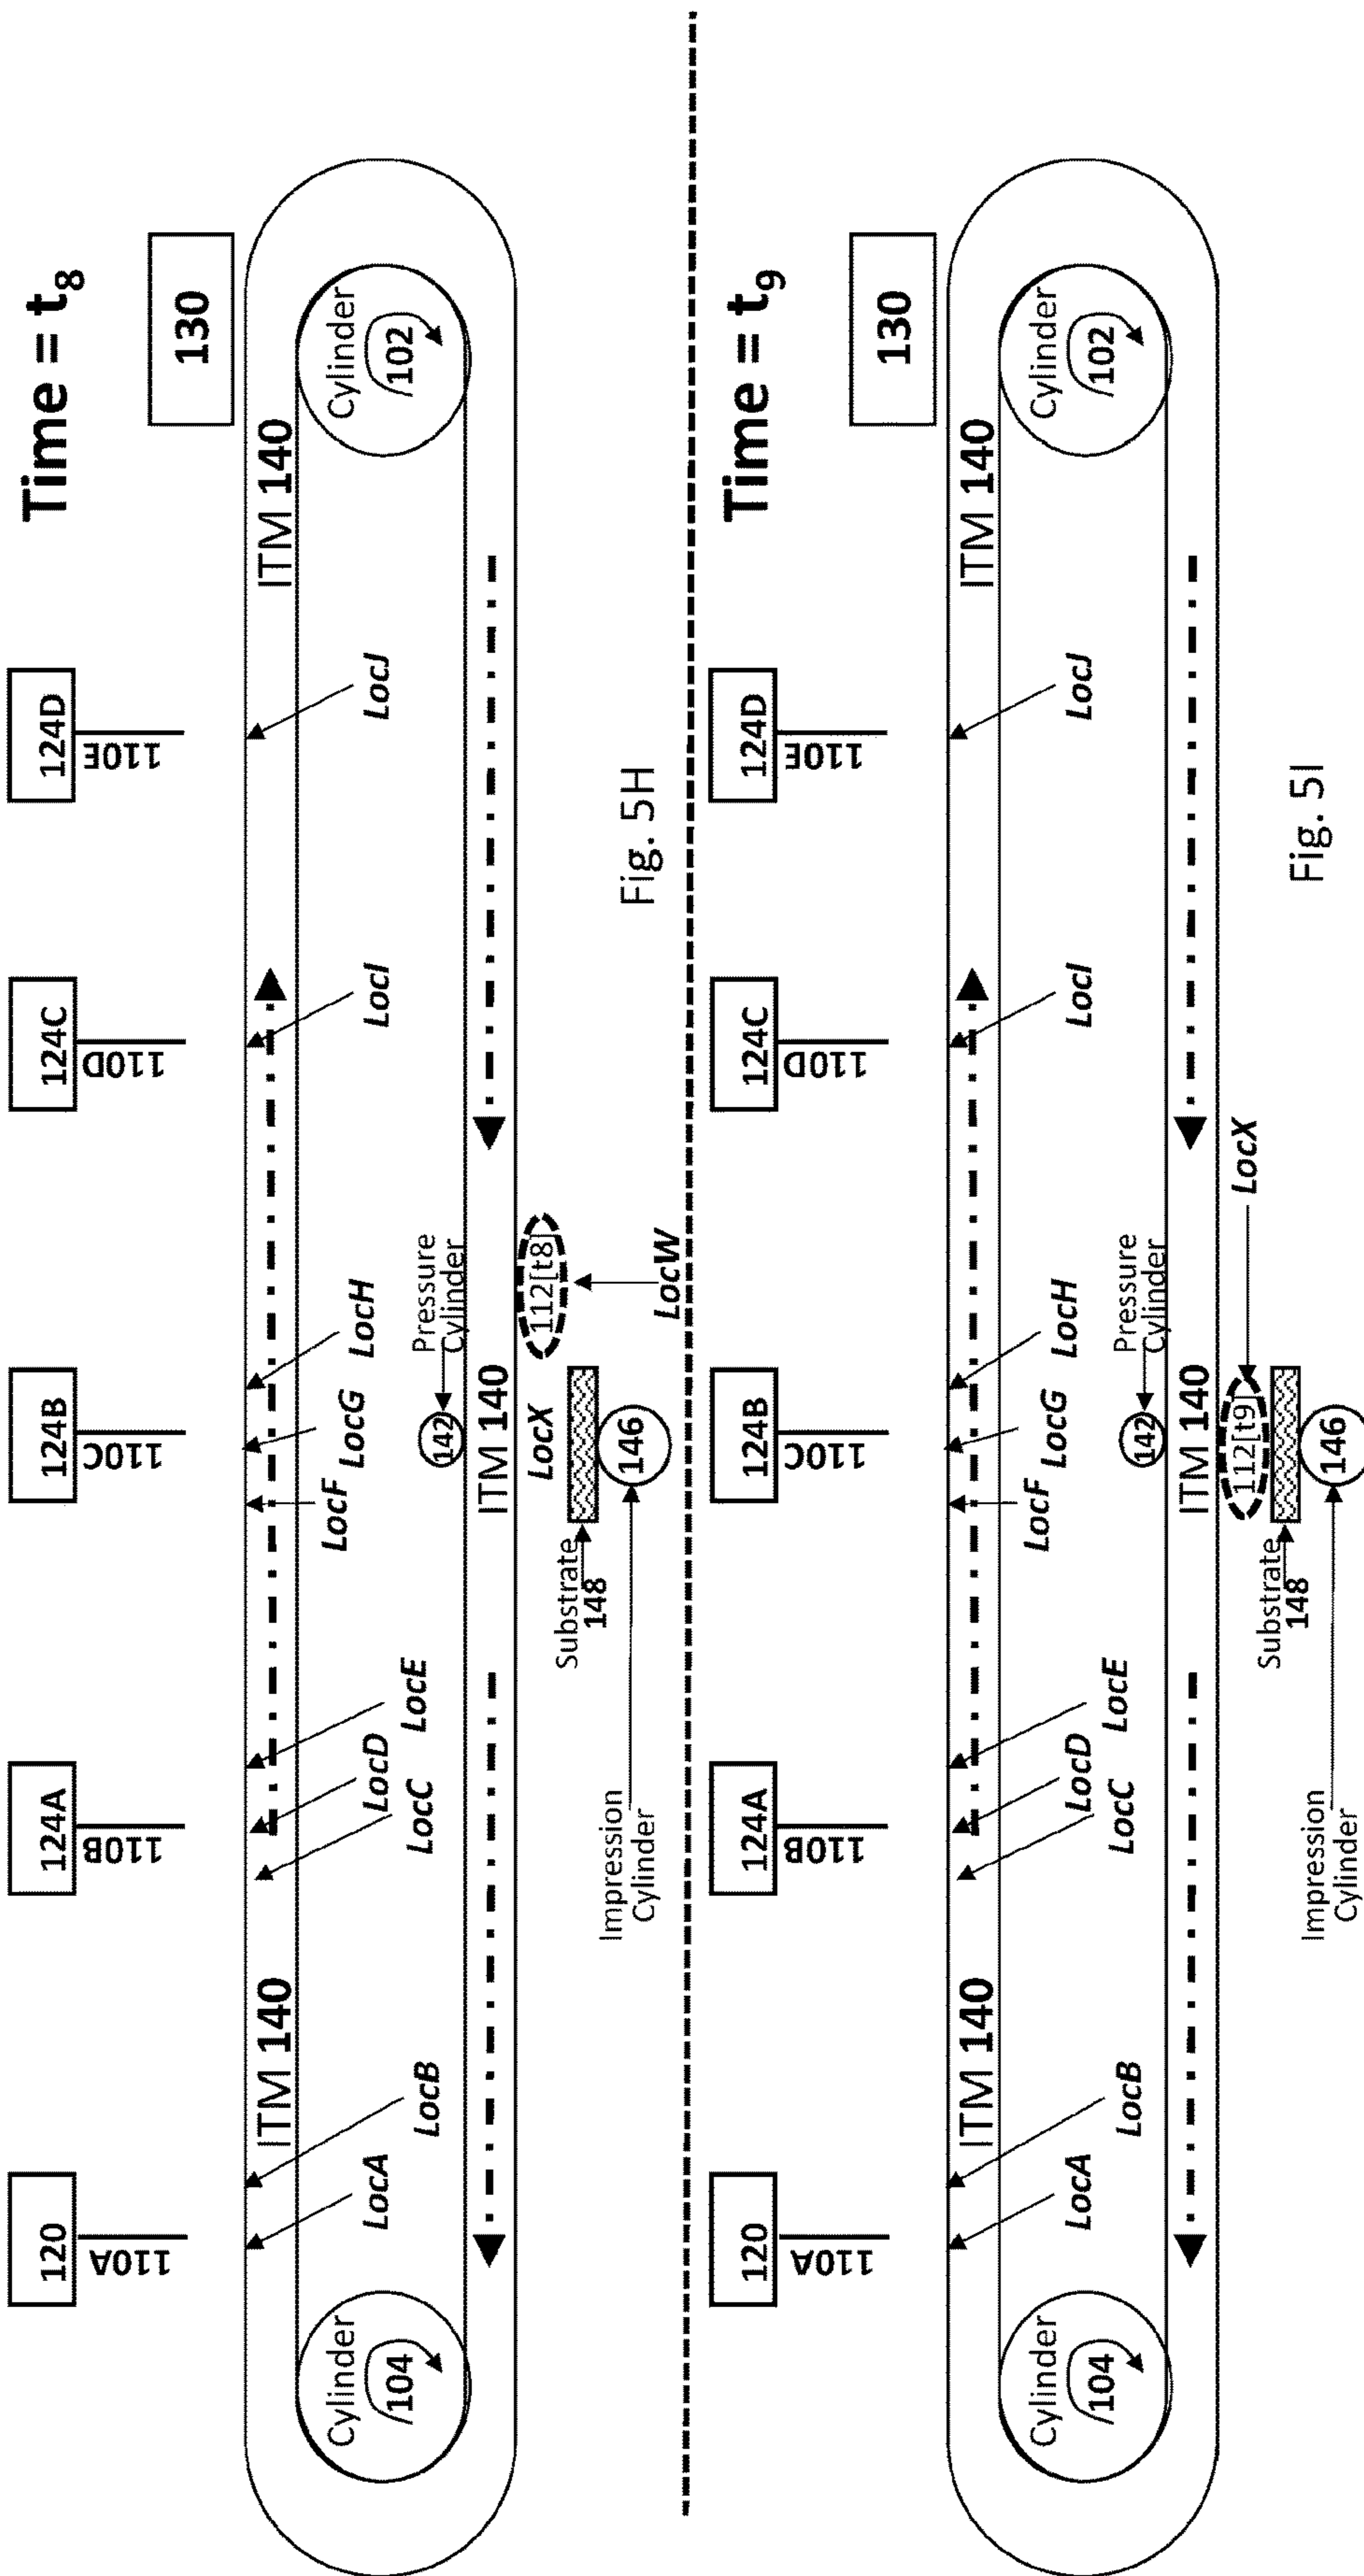 Time = t8
120
124A
124B
124C
124D
110A
110B
110C
110D
110E
130
ITM 140
ITM 140
Cylinder
104
Cylinder
102
LocA
LocB
LocC
LocD
LocE
LocF
LocG
LocH
LocI
LocJ
Pressure
Cylinder
142
ITM 140
LocX
112[t8]
LocW
Substrate
148
146
Impression
Cylinder
Fig. 5H
Time = t9
120
124A
124B
124C
124D
110A
110B
110C
110D
110E
130
ITM 140
ITM 140
Cylinder
104
Cylinder
102
LocA
LocB
LocC
LocD
LocE
LocF
LocG
LocH
LocI
LocJ
Pressure
Cylinder
142
ITM 140
112[t9]
LocX
Substrate
148
146
Impression
Cylinder
Fig. 5I